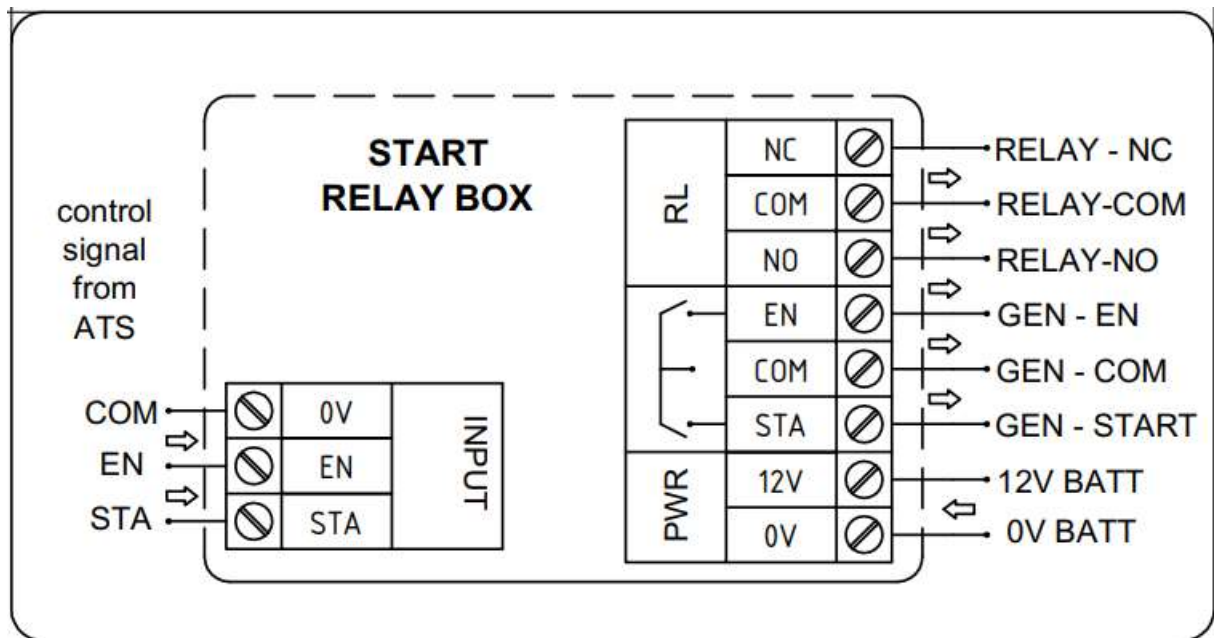 START
RELAY BOX
control
signal
from
ATS
COM
EN
STA
0V
EN
STA
INPUT
RL
NC
COM
NO
EN
COM
STA
PWR
12V
0V
RELAY - NC
RELAY-COM
RELAY-NO
GEN - EN
GEN - COM
GEN - START
12V BATT
0V BATT